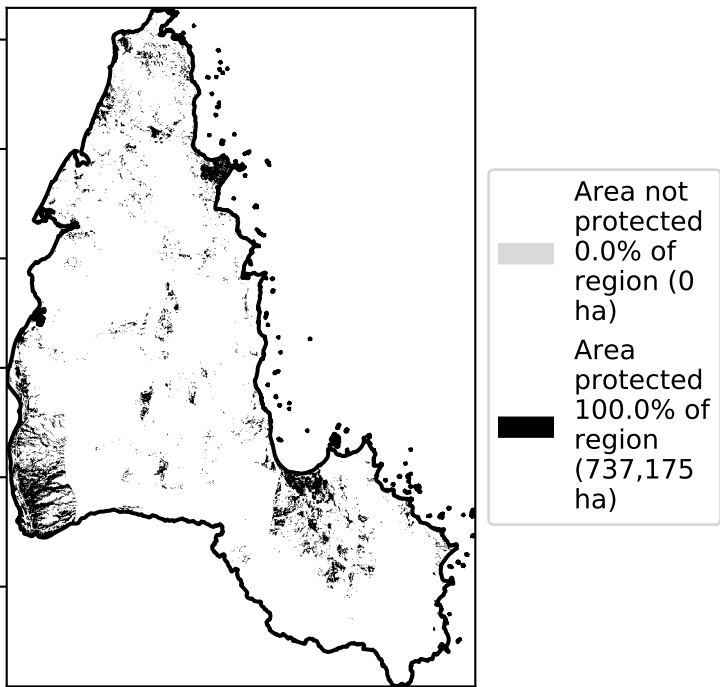 Area not
protected
0.0% of
region (0
ha)
Area
protected
100.0% of
region
(737,175
ha)